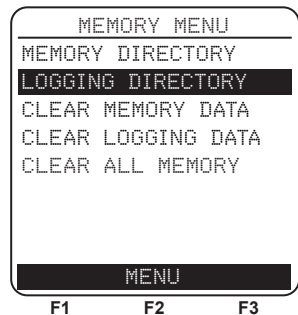 MEMORY MENU
MEMORY DIRECTORY
LOGGING DIRECTORY
CLEAR MEMORY DATA
CLEAR LOGGING DATA
CLEAR ALL MEMORY
MENU
F1 F2 F3